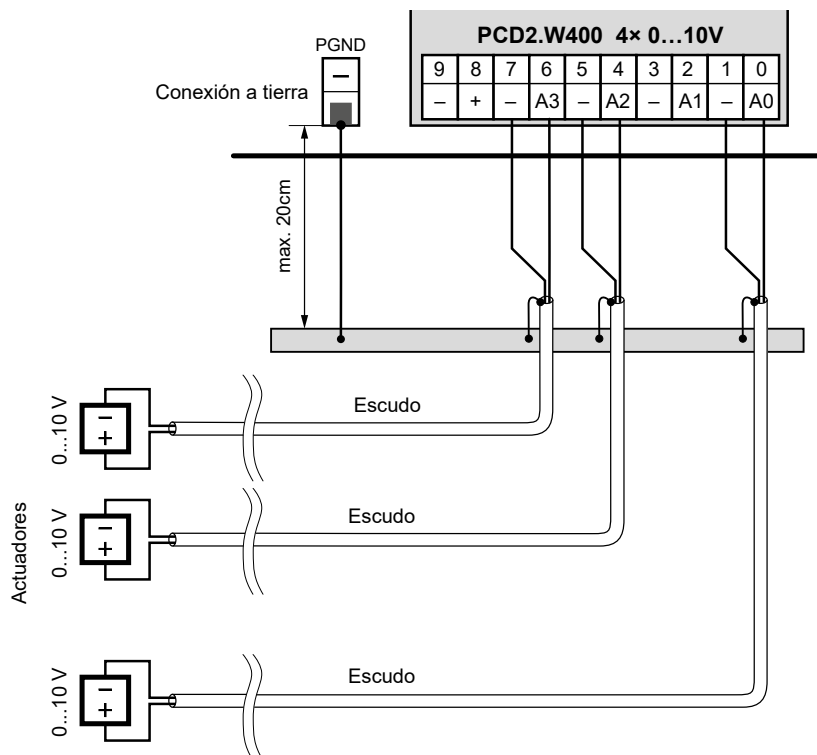 PCD2.W400 4× 0...10V
PGND
9 8 7 6 5 4 3 2 1 0
– + – A3 – A2 – A1 – A0
–
Conexión a tierra
max. 20cm
Escudo
0...10 V
–
+
Escudo
0...10 V
–
+
Actuadores
Escudo
0...10 V
–
+